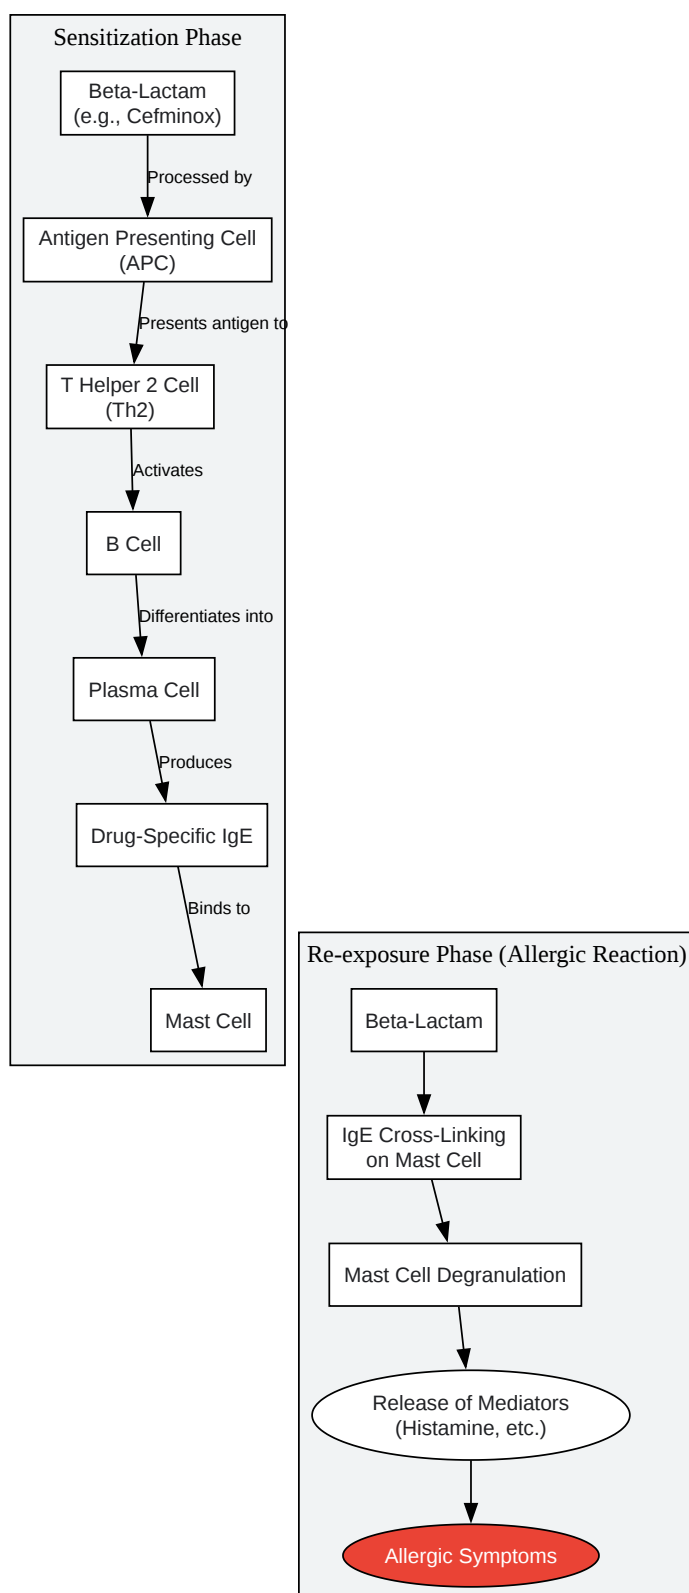 Sensitization Phase
Beta-Lactam
(e.g., Cefminox)
Processed by
Antigen Presenting Cell
(APC)
Presents antigen to
T Helper 2 Cell
(Th2)
Activates
B Cell
Differentiates into
Plasma Cell
Produces
Drug-Specific IgE
Binds to
Mast Cell
Re-exposure Phase (Allergic Reaction)
Beta-Lactam
IgE Cross-Linking
on Mast Cell
Mast Cell Degranulation
Release of Mediators
(Histamine, etc.)
Allergic Symptoms